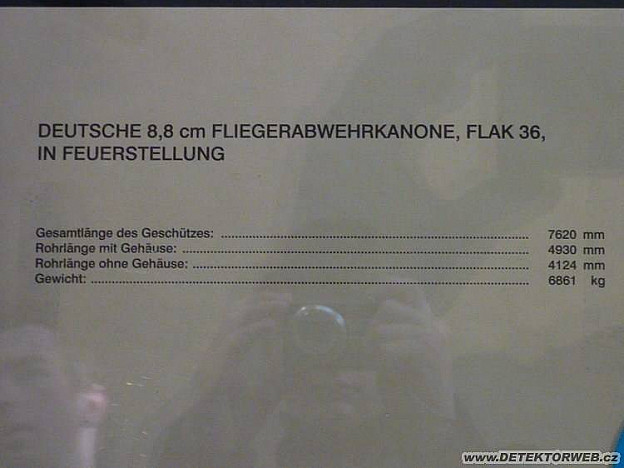 DEUTSCHE 8,8 cm FLIEGERABWEHRKANONE, FLAK 36,
IN FEUERSTELLUNG
Gesamtlänge des Geschützes: ........................................ 7620 mm
Rohrlänge mit Gehäuse: ........................................ 4930 mm
Rohrlänge ohne Gehäuse: ........................................ 4124 mm
Gewicht: ........................................ 6861 kg
www.DETEKTORWEB.cz